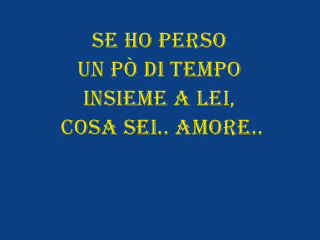 SE HO PERSO
UN PÒ DI TEMPO
INSIEME A LEI,
COSA SEI.. AMORE..